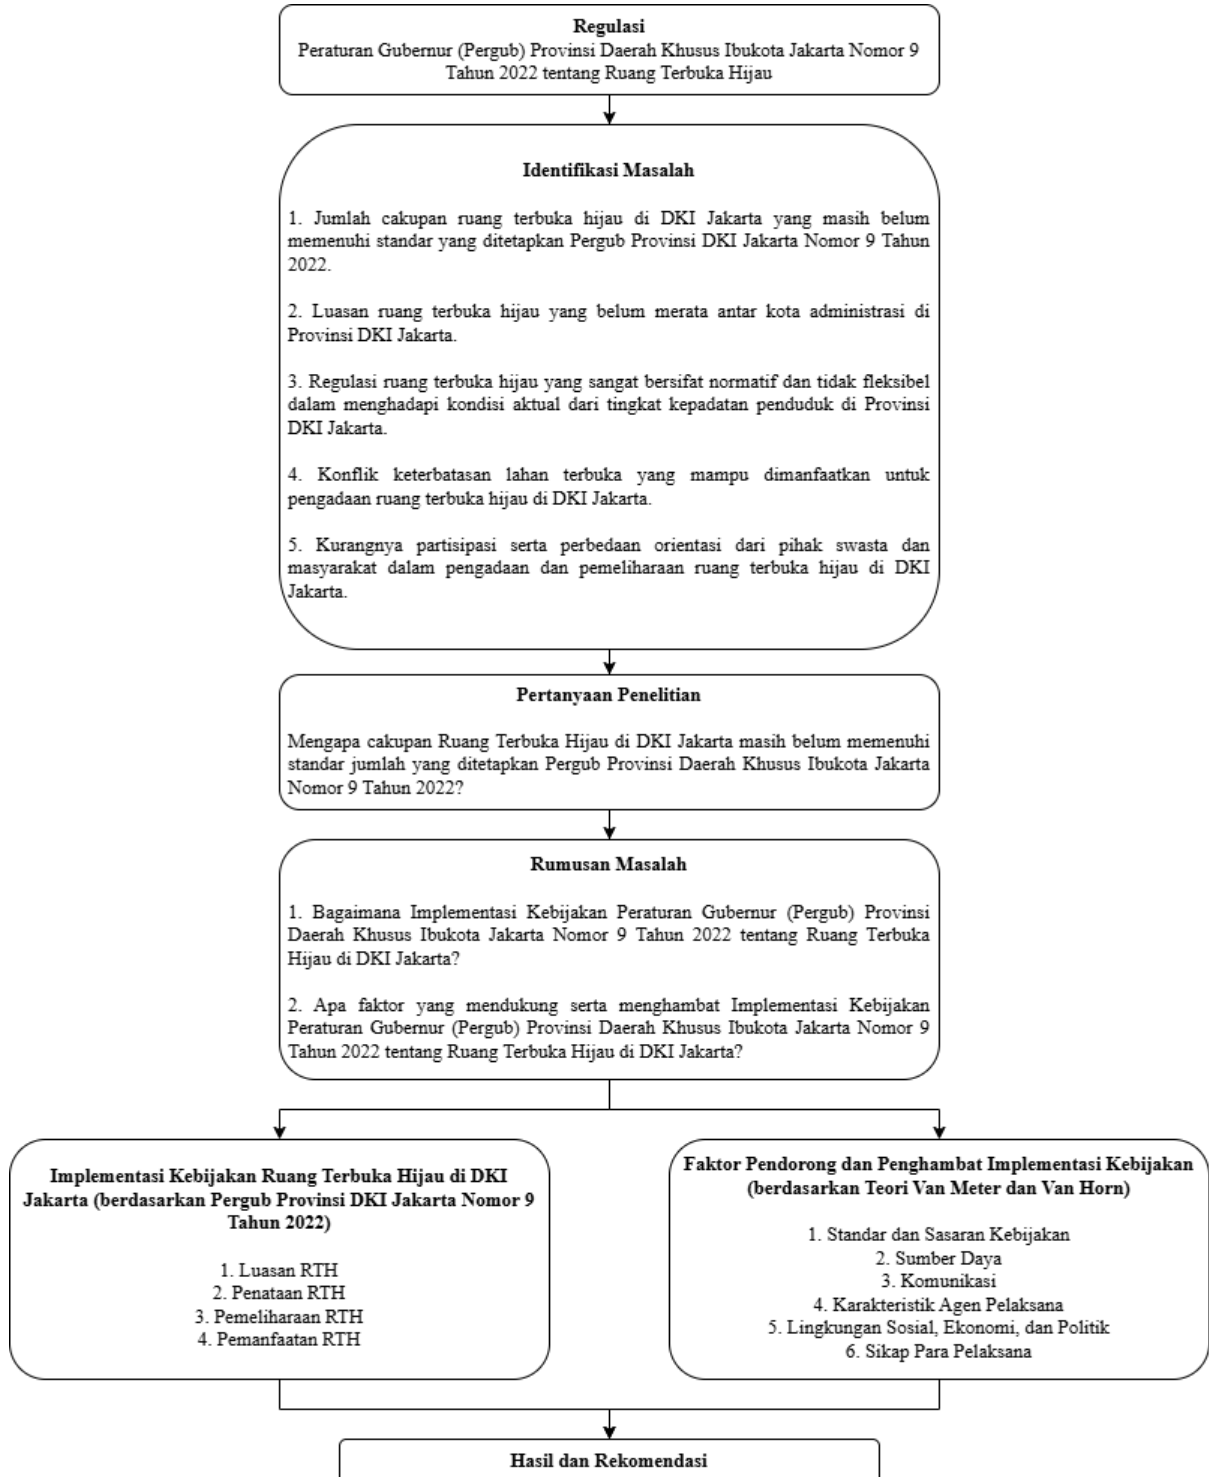 Regulasi
Peraturan Gubernur (Pergub) Provinsi Daerah Khusus Ibukota Jakarta Nomor 9
Tahun 2022 tentang Ruang Terbuka Hijau
Identifikasi Masalah
1. Jumlah cakupan ruang terbuka hijau di DKI Jakarta yang masih belum
memenuhi standar yang ditetapkan Pergub Provinsi DKI Jakarta Nomor 9 Tahun
2022.
2. Luasan ruang terbuka hijau yang belum merata antar kota administrasi di
Provinsi DKI Jakarta.
3. Regulasi ruang terbuka hijau yang sangat bersifat normatif dan tidak fleksibel
dalam menghadapi kondisi aktual dari tingkat kepadatan penduduk di Provinsi
DKI Jakarta.
4. Konflik keterbatasan lahan terbuka yang mampu dimanfaatkan untuk
pengadaan ruang terbuka hijau di DKI Jakarta.
5. Kurangnya partisipasi serta perbedaan orientasi dari pihak swasta dan
masyarakat dalam pengadaan dan pemeliharaan ruang terbuka hijau di DKI
Jakarta.
Pertanyaan Penelitian
Mengapa cakupan Ruang Terbuka Hijau di DKI Jakarta masih belum memenuhi
standar jumlah yang ditetapkan Pergub Provinsi Daerah Khusus Ibukota Jakarta
Nomor 9 Tahun 2022?
Rumusan Masalah
1. Bagaimana Implementasi Kebijakan Peraturan Gubernur (Pergub) Provinsi
Daerah Khusus Ibukota Jakarta Nomor 9 Tahun 2022 tentang Ruang Terbuka
Hijau di DKI Jakarta?
2. Apa faktor yang mendukung serta menghambat Implementasi Kebijakan
Peraturan Gubernur (Pergub) Provinsi Daerah Khusus Ibukota Jakarta Nomor 9
Tahun 2022 tentang Ruang Terbuka Hijau di DKI Jakarta?
Implementasi Kebijakan Ruang Terbuka Hijau di DKI
Jakarta (berdasarkan Pergub Provinsi DKI Jakarta Nomor 9
Tahun 2022)
1. Luasan RTH
2. Penataan RTH
3. Pemeliharaan RTH
4. Pemanfaatan RTH
Faktor Pendorong dan Penghambat Implementasi Kebijakan
(berdasarkan Teori Van Meter dan Van Horn)
1. Standar dan Sasaran Kebijakan
2. Sumber Daya
3. Komunikasi
4. Karakteristik Agen Pelaksana
5. Lingkungan Sosial, Ekonomi, dan Politik
6. Sikap Para Pelaksana
Hasil dan Rekomendasi